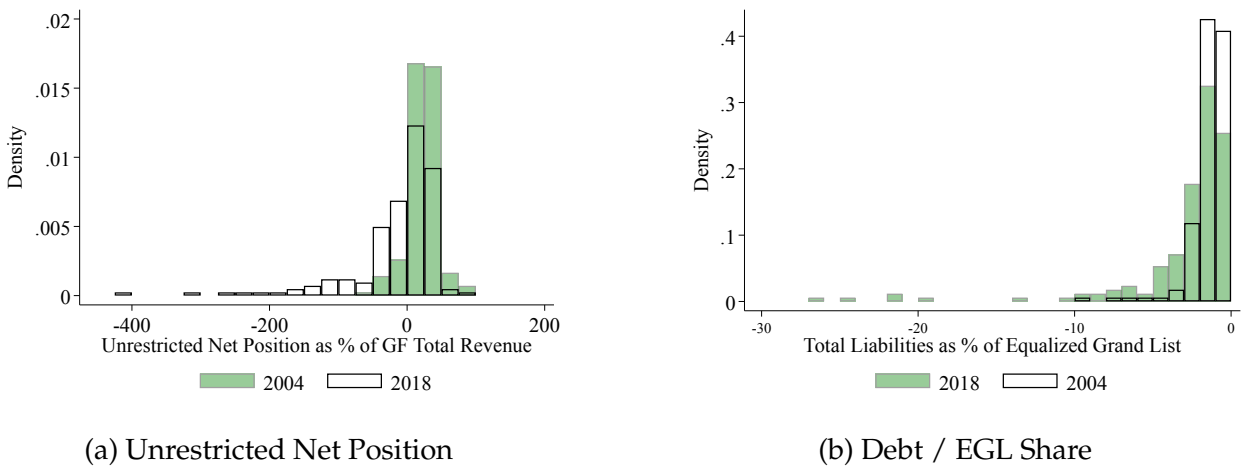 .02
.015
.01
.005
0
Density
-400 -200 0 200
Unrestricted Net Position as % of GF Total Revenue
2004 2018
(a) Unrestricted Net Position
.4
.3
.2
.1
0
Density
-30 -20 -10 0
Total Liabilities as % of Equalized Grand List
2018 2004
(b) Debt / EGL Share